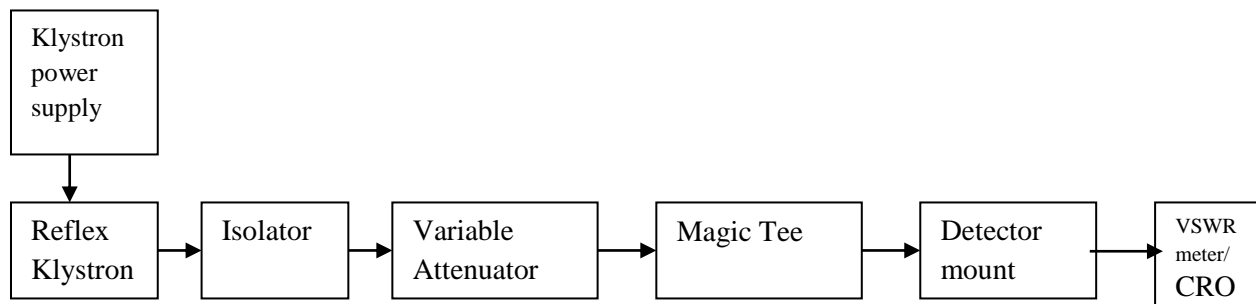 Klystron
power
supply
Reflex
Klystron
Isolator
Variable
Attenuator
Magic Tee
Detector
mount
VSWR
meter/
CRO